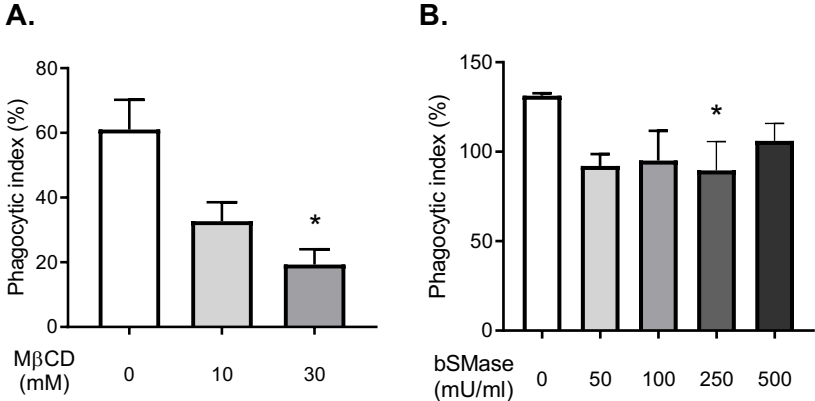 A.
Phagocytic index (%)
80
60
40
20
0
*
MβCD
(mM)
0 10 30
B.
Phagocytic index (%)
150
100
50
0
*
bSMase
(mU/ml)
0 50 100 250 500